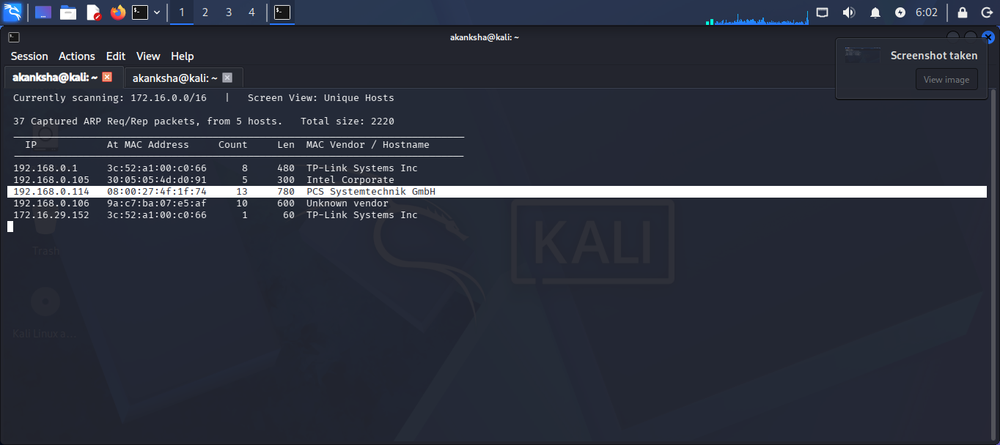 1 2 3 4 6:02
akanksha@kali: ~
Session Actions Edit View Help
Screenshot taken
View image
akanksha@kali: ~ akanksha@kali: ~
Currently scanning: 172.16.0.0/16 | Screen View: Unique Hosts
37 Captured ARP Req/Rep packets, from 5 hosts. Total size: 2220
IP At MAC Address Count Len MAC Vendor / Hostname
192.168.0.1 3c:52:a1:00:c0:66 8 480 TP-Link Systems Inc
192.168.0.105 30:05:05:4d:d0:91 5 300 Intel Corporate
192.168.0.114 08:00:27:4f:1f:74 13 780 PCS Systemtechnik GmbH
192.168.0.106 9a:c7:ba:07:e5:af 10 600 Unknown vendor
172.16.29.152 3c:52:a1:00:c0:66 1 60 TP-Link Systems Inc
KALI
Trash
Kali Linux a...